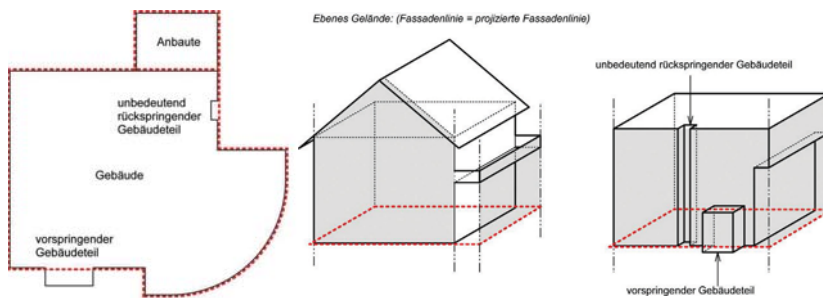 Ebenes Gelände: (Fassadenlinie = projizierte Fassadenlinie)
Anbaute
unbedeutend
rückspringender
Gebäudeteil
Gebäude
vorspringender
Gebäudeteil
unbedeutend rückspringender Gebäudeteil
vorspringender Gebäudeteil